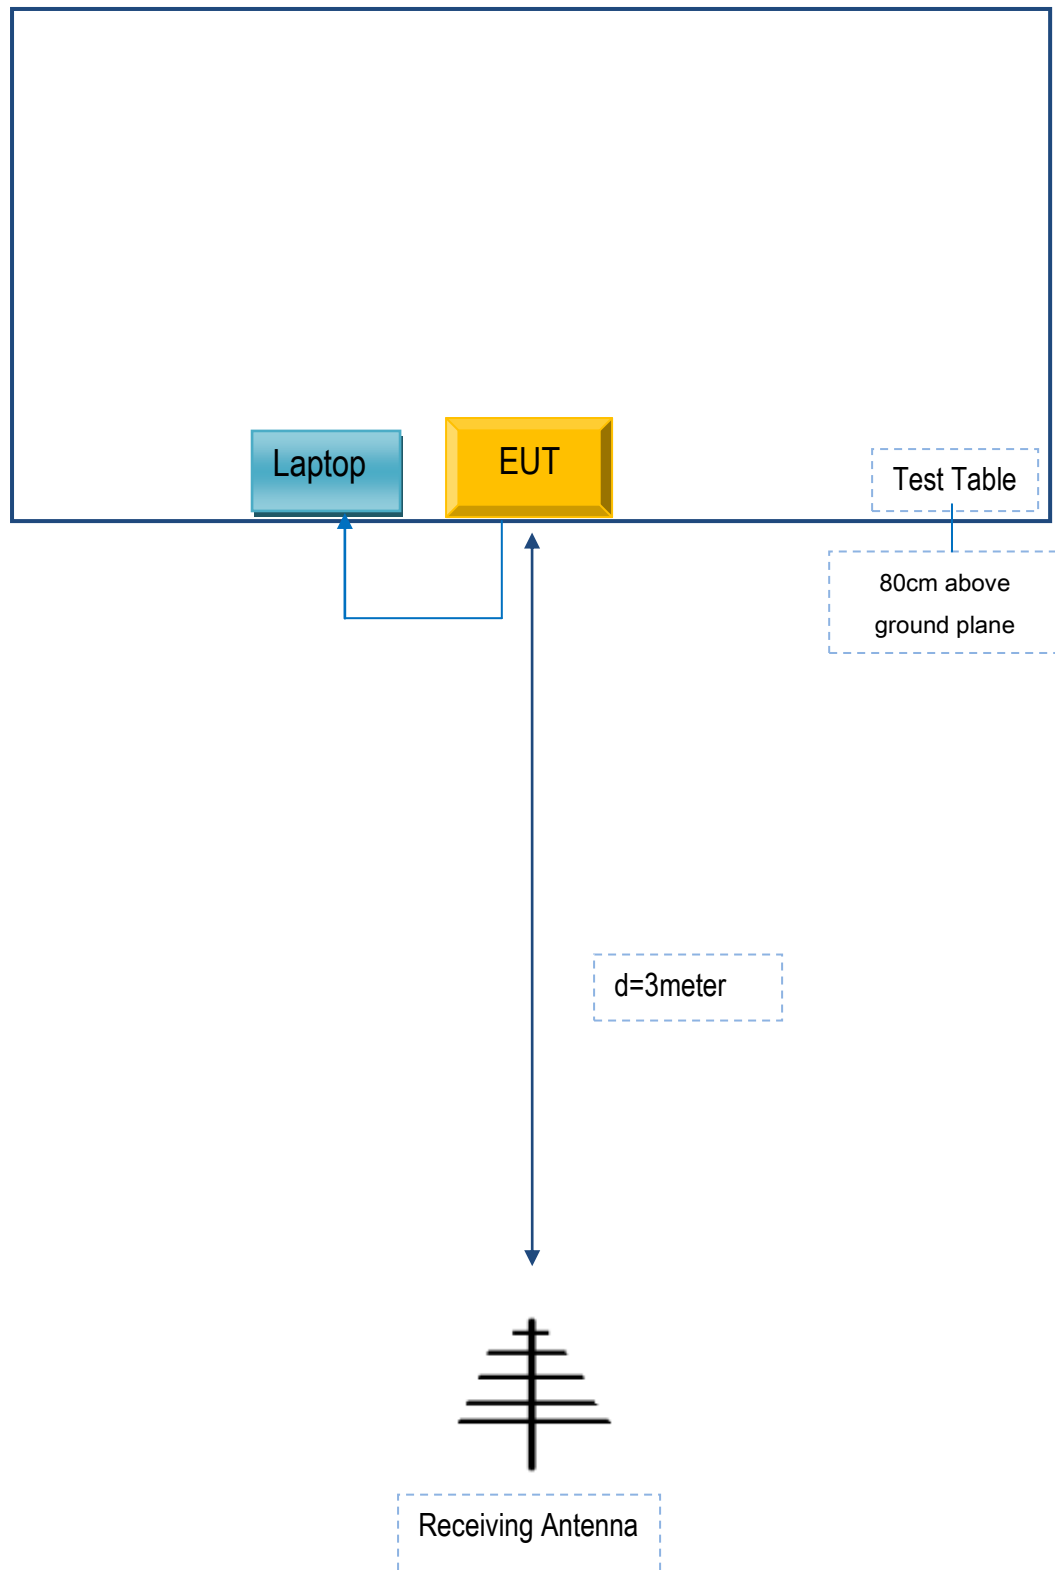 Laptop
EUT
Test Table
80cm above
ground plane
d=3meter
Receiving Antenna